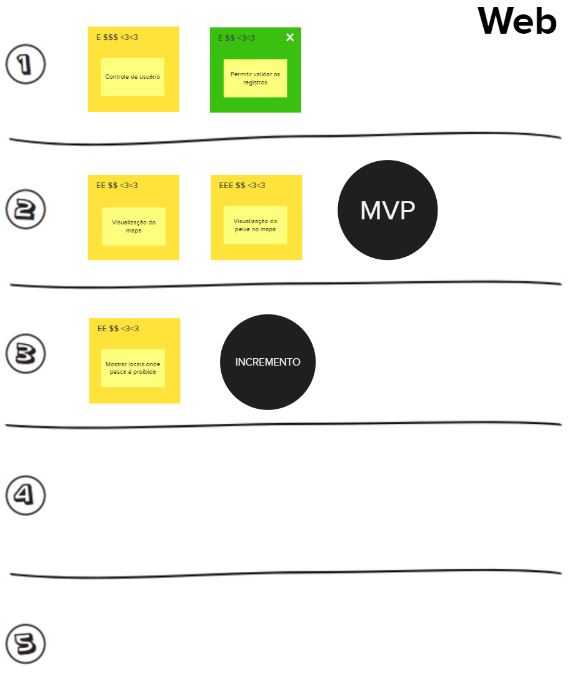 Web
1
E $$$ <3<3
Controle de usuário
E $$ <3<3
X
Permitir validar os
registros
2
EE $$ <3<3
Visualização do
mapa
EEE $$ <3<3
Visualização do
peixe no mapa
MVP
3
EE $$ <3<3
Mostrar locais onde
pesca é proibida
INCREMENTO
4
5